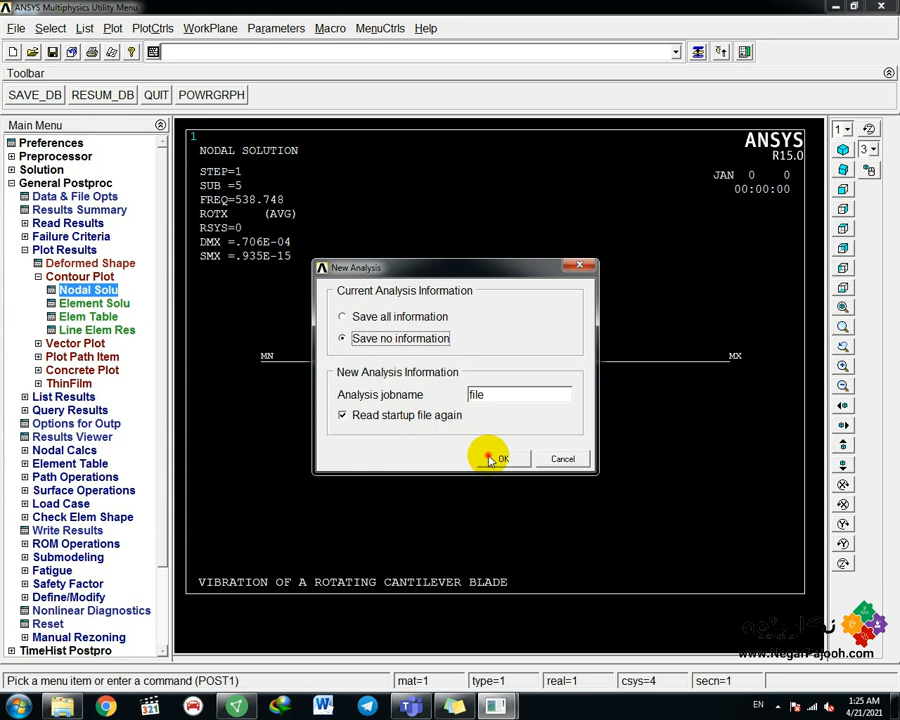 ANSYS Multiphysics Utility Menu
File Select List Plot PlotCtrls WorkPlane Parameters Macro MenuCtrls Help
Toolbar
SAVE_DB RESUM_DB QUIT POWRGRPH
Main Menu
Preferences
Preprocessor
Solution
General Postproc
Data & File Opts
Results Summary
Read Results
Failure Criteria
Plot Results
Deformed Shape
Contour Plot
Nodal Solu
Element Solu
Elem Table
Line Elem Res
Vector Plot
Plot Path Item
Concrete Plot
ThinFilm
List Results
Query Results
Options for Outp
Results Viewer
Nodal Calcs
Element Table
Path Operations
Surface Operations
Load Case
Check Elem Shape
Write Results
ROM Operations
Submodeling
Fatigue
Safety Factor
Define/Modify
Nonlinear Diagnostics
Reset
Manual Rezoning
TimeHist Postpro
1
NODAL SOLUTION
STEP=1
SUB =5
FREQ=538.748
ROTX (AVG)
RSYS=0
DMX =.706E-04
SMX =.935E-15
ANSYS
R15.0
JAN 0 0
00:00:00
MN
MX
VIBRATION OF A ROTATING CANTILEVER BLADE
New Analysis
Current Analysis Information
Save all information
Save no information
New Analysis Information
Analysis jobname file
Read startup file again
OK Cancel
1
3
نگارپژوه
www.NegarPajooh.com
Pick a menu item or enter a command (POST1) mat=1 type=1 real=1 csys=4 secn=1
321
EN
1:25 AM
4/21/2021